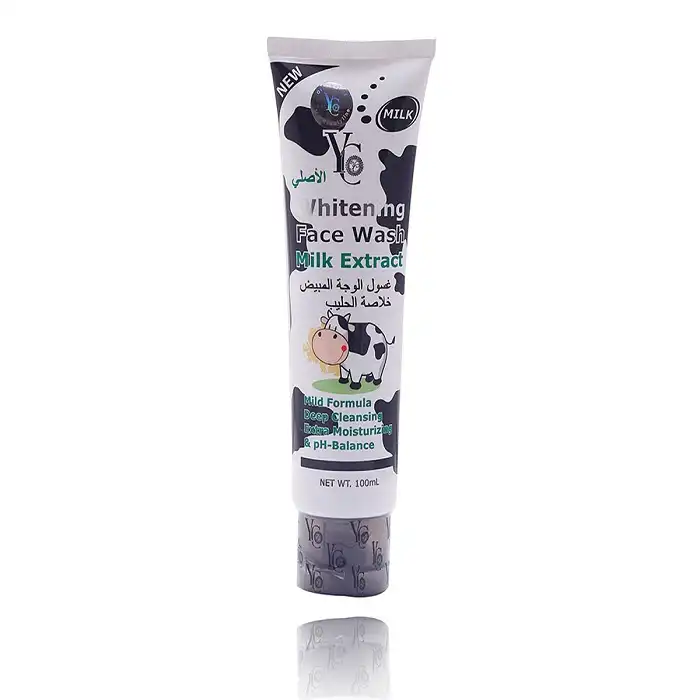 NEW
MILK
YC
الأصلي
Whitening
Face Wash
Milk Extract
غسول الوجة المبيض
خلاصة الحليب
Mild Formula
Deep Cleansing
Extra Moisturizing
& pH-Balance
NET WT. 100mL